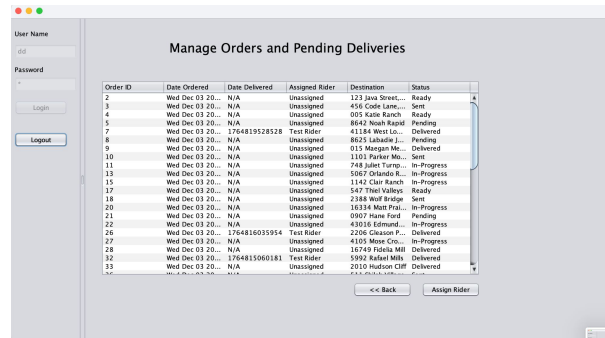 User Name
dd
Password
*
Login
Logout
Manage Orders and Pending Deliveries
Order ID Date Ordered Date Delivered Assigned Rider Destination Status
2 Wed Dec 03 20... N/A Unassigned 123 Java Street,... Ready
3 Wed Dec 03 20... N/A Unassigned 456 Code Lane,... Sent
4 Wed Dec 03 20... N/A Unassigned 005 Katie Ranch Ready
5 Wed Dec 03 20... N/A Unassigned 8642 Noah Rapid Pending
7 Wed Dec 03 20... 1764819528528 Test Rider 41184 West Lo... Delivered
8 Wed Dec 03 20... N/A Unassigned 8625 Labadie J... Pending
9 Wed Dec 03 20... N/A Unassigned 015 Maegan Me... Delivered
10 Wed Dec 03 20... N/A Unassigned 1101 Parker Mo... Sent
11 Wed Dec 03 20... N/A Unassigned 748 Juliet Turnp... In-Progress
13 Wed Dec 03 20... N/A Unassigned 5067 Orlando R... In-Progress
15 Wed Dec 03 20... N/A Unassigned 1142 Clair Ranch In-Progress
17 Wed Dec 03 20... N/A Unassigned 547 Thiel Valleys Ready
18 Wed Dec 03 20... N/A Unassigned 2388 Wolf Bridge Sent
20 Wed Dec 03 20... N/A Unassigned 16334 Matt Prai... In-Progress
21 Wed Dec 03 20... N/A Unassigned 0907 Hane Ford Pending
22 Wed Dec 03 20... N/A Unassigned 43016 Edmund... In-Progress
26 Wed Dec 03 20... 1764816035954 Test Rider 2206 Gleason P... Delivered
27 Wed Dec 03 20... N/A Unassigned 4105 Mose Cro... In-Progress
28 Wed Dec 03 20... N/A Unassigned 16749 Fidelia Mill Delivered
32 Wed Dec 03 20... 1764815060181 Test Rider 5992 Rafael Mills Delivered
33 Wed Dec 03 20... N/A Unassigned 2010 Hudson Cliff Delivered
<< Back Assign Rider